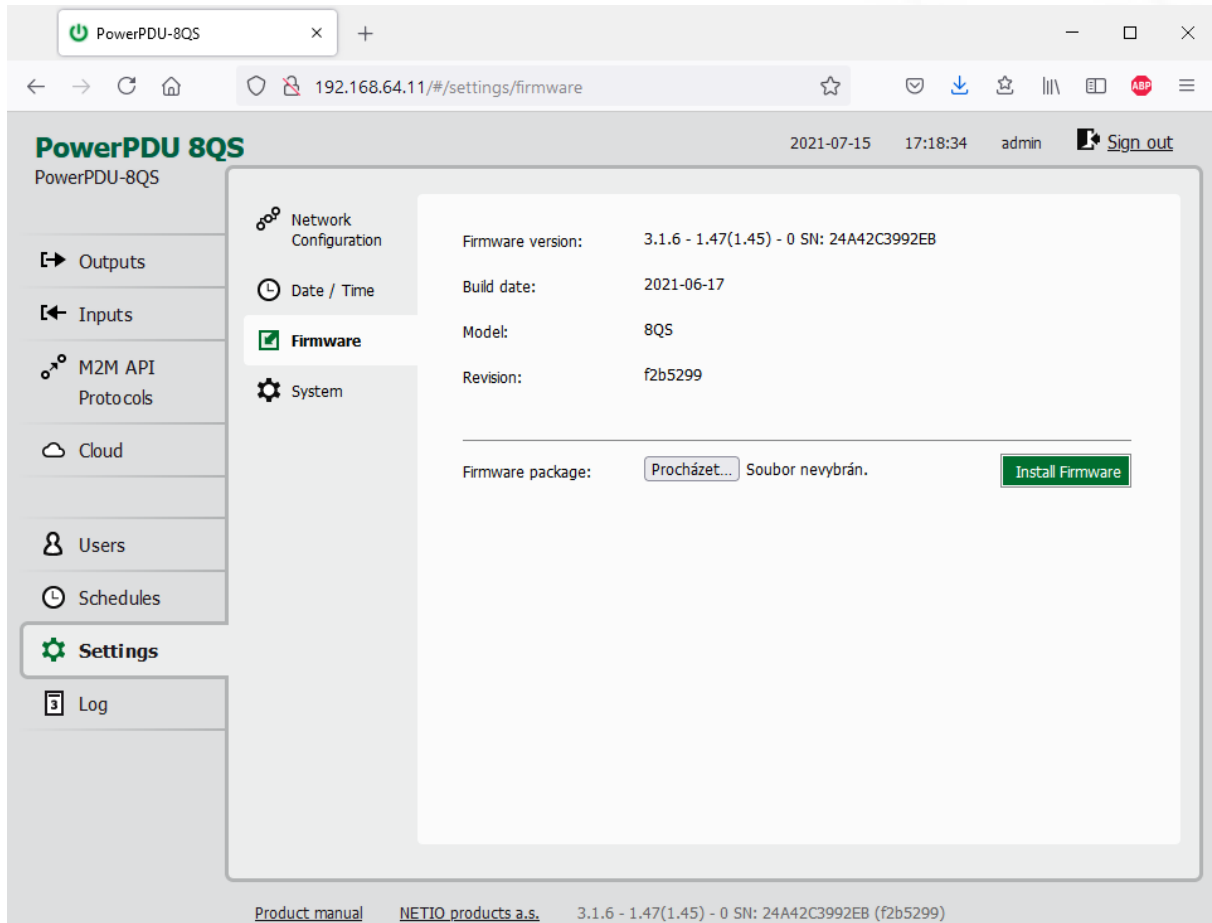 PowerPDU-8QS
192.168.64.11/#/settings/firmware
ABP
PowerPDU 8QS
2021-07-15 17:18:34 admin Sign out
PowerPDU-8QS
Outputs
Inputs
M2M API
Protocols
Cloud
Users
Schedules
Settings
3
Log
Network
Configuration
Date / Time
Firmware
System
Firmware version: 3.1.6 - 1.47(1.45) - 0 SN: 24A42C3992EB
Build date: 2021-06-17
Model: 8QS
Revision: f2b5299
Firmware package: Procházet... Soubor nevybrán. Install Firmware
Product manual NETIO products a.s. 3.1.6 - 1.47(1.45) - 0 SN: 24A42C3992EB (f2b5299)